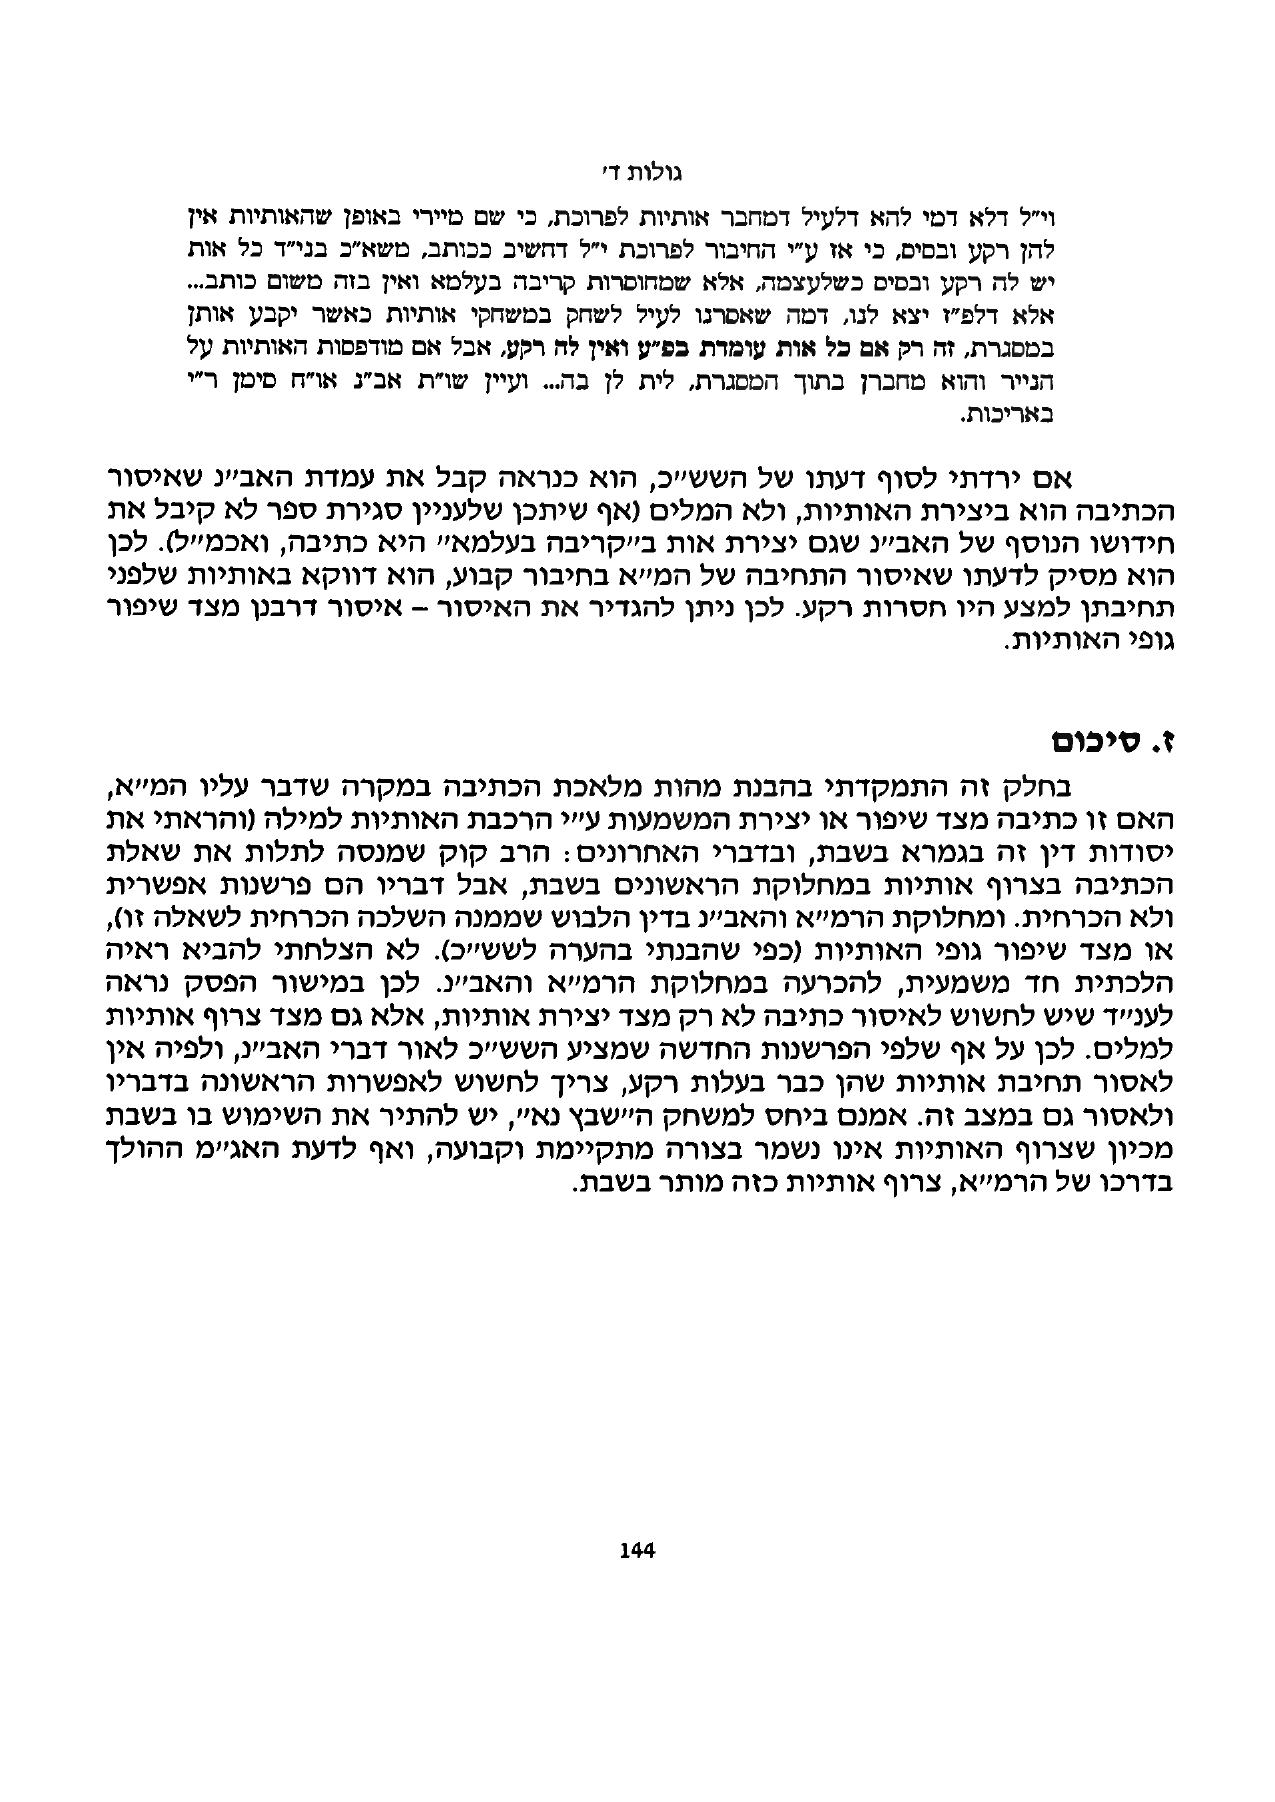 גולות ד'
וי"ל דלא דמי להא דלעיל דמחבר אותיות לפרוכת, כי שם מיירי באופן שהאותיות אין
להן רקע ובסיס, כי אז ע"י החיבור לפרוכת י"ל דחשיב ככותב, משא"כ בני"ד כל אות
יש לה רקע ובסיס כשלעצמה, אלא שמחוסרות קריבה בעלמא ואין בזה משום כותב...
אלא דלפ"ז יצא לנו, דמה שאסרנו לעיל לשחק במשחקי אותיות כאשר יקבע אותן
במסגרת, זה רק אם כל אות עומדת בפ"ע ואין לה רקע, אבל אם מודפסות האותיות על
הנייר והוא מחברן בתוך המסגרת, לית לן בה... ועיין שו"ת אב"נ או"ח סימן ר"י
באריכות.
אם ירדתי לסוף דעתו של השש"כ, הוא כנראה קבל את עמדת האב"נ שאיסור
הכתיבה הוא ביצירת האותיות, ולא המלים (אף שיתכן שלעניין סגירת ספר לא קיבל את
חידושו הנוסף של האב"נ שגם יצירת אות ב"קריבה בעלמא" היא כתיבה, ואכמ"ל). לכן
הוא מסיק לדעתו שאיסור התחיבה של המ"א בחיבור קבוע, הוא דווקא באותיות שלפני
תחיבתן למצע היו חסרות רקע. לכן ניתן להגדיר את האיסור – איסור דרבנן מצד שיפור
גופי האותיות.
ז. סיכום
בחלק זה התמקדתי בהבנת מהות מלאכת הכתיבה במקרה שדבר עליו המ"א,
האם זו כתיבה מצד שיפור או יצירת המשמעות ע"י הרכבת האותיות למילה (והראתי את
יסודות דין זה בגמרא בשבת, ובדברי האחרונים: הרב קוק שמנסה לתלות את שאלת
הכתיבה בצרוף אותיות במחלוקת הראשונים בשבת, אבל דבריו הם פרשנות אפשרית
ולא הכרחית. ומחלוקת הרמ"א והאב"נ בדין הלבוש שממנה השלכה הכרחית לשאלה זו),
או מצד שיפור גופי האותיות (כפי שהבנתי בהערה לשש"כ). לא הצלחתי להביא ראיה
הלכתית חד משמעית, להכרעה במחלוקת הרמ"א והאב"נ. לכן במישור הפסק נראה
לענ"ד שיש לחשוש לאיסור כתיבה לא רק מצד יצירת אותיות, אלא גם מצד צרוף אותיות
למלים. לכן על אף שלפי הפרשנות החדשה שמציע השש"כ לאור דברי האב"נ, ולפיה אין
לאסור תחיבת אותיות שהן כבר בעלות רקע, צריך לחשוש לאפשרות הראשונה בדבריו
ולאסור גם במצב זה. אמנם ביחס למשחק ה"שבץ נא", יש להתיר את השימוש בו בשבת
מכיון שצרוף האותיות אינו נשמר בצורה מתקיימת וקבועה, ואף לדעת האג"מ ההולך
בדרכו של הרמ"א, צרוף אותיות כזה מותר בשבת.
144